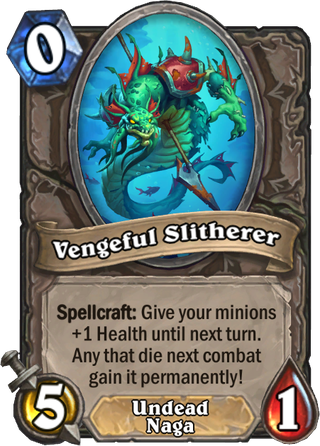 0
Vengeful Slitherer
Spellcraft: Give your minions
+1 Health until next turn.
Any that die next combat
gain it permanently!
5
Undead
Naga
1